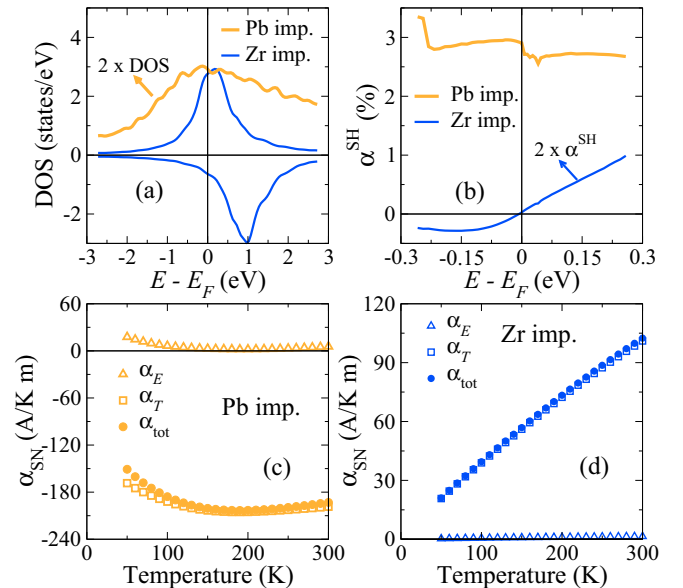 Pb imp.
Zr imp.
2 x DOS
DOS (states/eV)
6
4
2
0
-2
-3 -2 -1 0 1 2 3
E - E_F (eV)
(a)
α^SH (%)
3
2
1
0
Pb imp.
Zr imp.
2 x α^SH
(b)
-0.3 -0.15 0 0.15 0.3
E - E_F (eV)
α_SN (A/K m)
60
0
-60
-120
-180
-240
α_E
α_T
α_tot
Pb imp.
(c)
0 100 200 300
Temperature (K)
α_SN (A/K m)
120
90
60
30
0
α_E
α_T
α_tot
Zr imp.
(d)
0 100 200 300
Temperature (K)